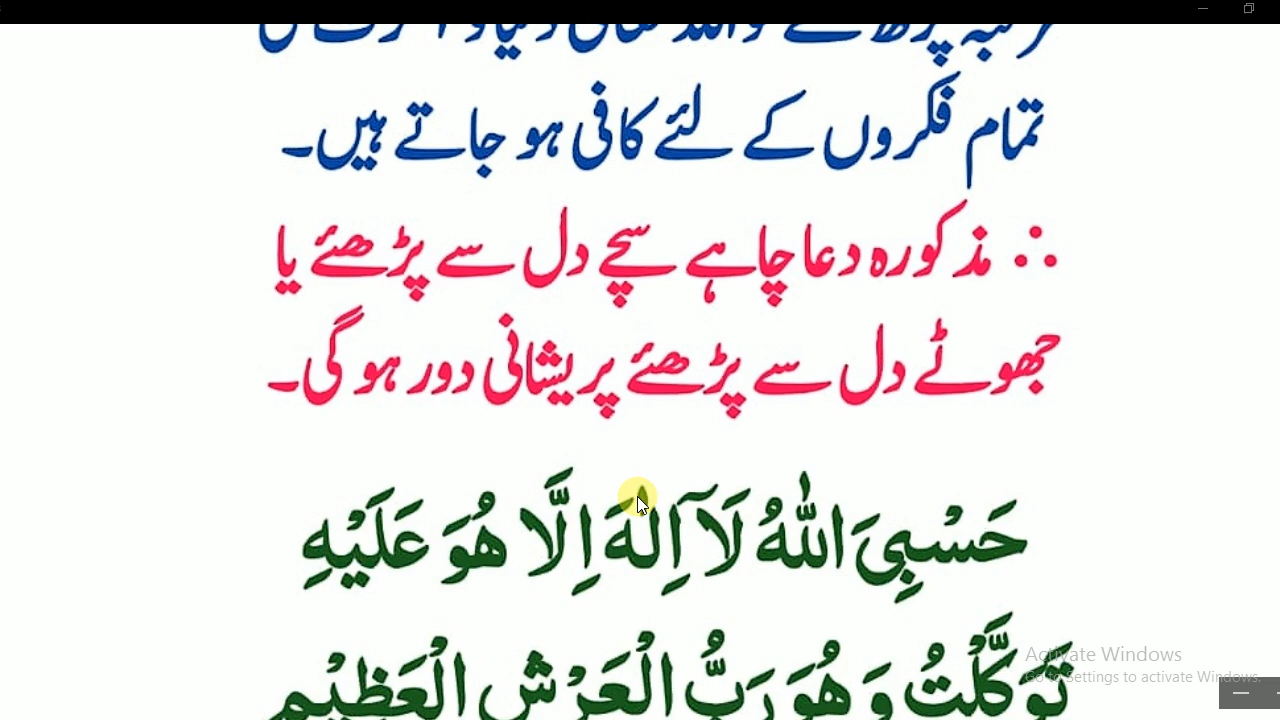 تمام فکروں کے لئے کافی ہو جاتے ہیں۔
∴ مذکورہ دعا چاہے سچے دل سے پڑھئے یا
جھوٹے دل سے پڑھئے پریشانی دور ہو گی۔
حَسْبِیَ اللّٰهُ لَآ اِلٰهَ اِلَّا هُوَ عَلَيْهِ
تَوَكَّلْتُ وَ هُوَ رَبُّ الْعَرْشِ الْعَظِيْمِ
Activate Windows
Go to Settings to activate Windows.